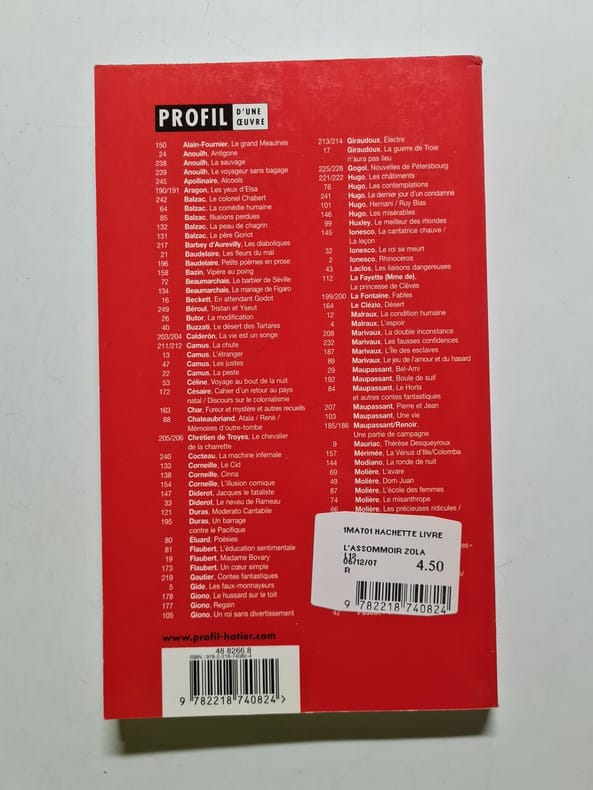 PROFIL D'UNE ŒUVRE
150 Alain-Fournier, Le grand Meaulnes
24 Anouilh, Antigone
238 Anouilh, La sauvage
239 Anouilh, Le voyageur sans bagage
245 Apollinaire, Alcools
190/191 Aragon, Les yeux d'Elsa
242 Balzac, Le colonel Chabert
64 Balzac, La comédie humaine
85 Balzac, Illusions perdues
132 Balzac, La peau de chagrin
131 Balzac, Le père Goriot
217 Barbey d'Aurevilly, Les diaboliques
21 Baudelaire, Les fleurs du mal
196 Baudelaire, Petits poèmes en prose
158 Bazin, Vipère au poing
72 Beaumarchais, Le barbier de Séville
134 Beaumarchais, Le mariage de Figaro
16 Beckett, En attendant Godot
249 Béroul, Tristan et Yseut
26 Butor, La modification
40 Buzzati, Le désert des Tartares
203/204 Calderón, La vie est un songe
211/212 Camus, La chute
13 Camus, L'étranger
47 Camus, Les justes
22 Camus, La peste
53 Céline, Voyage au bout de la nuit
172 Césaire, Cahier d'un retour au pays
natal / Discours sur le colonialisme
163 Char, Fureur et mystère et autres recueils
88 Chateaubriand, Atala / René /
Mémoires d'outre-tombe
205/206 Chrétien de Troyes, Le chevalier
de la charrette
240 Cocteau, La machine infernale
133 Corneille, Le Cid
138 Corneille, Cinna
154 Corneille, L'illusion comique
147 Diderot, Jacques le fataliste
33 Diderot, Le neveu de Rameau
121 Duras, Moderato Cantabile
195 Duras, Un barrage
contre le Pacifique
80 Éluard, Poésies
81 Flaubert, L'éducation sentimentale
19 Flaubert, Madame Bovary
173 Flaubert, Un cœur simple
219 Gautier, Contes fantastiques
5 Gide, Les faux-monnayeurs
178 Giono, Le hussard sur le toit
177 Giono, Regain
105 Giono, Un roi sans divertissement
213/214 Giraudoux, Électre
17 Giraudoux, La guerre de Troie
n'aura pas lieu
225/226 Gogol, Nouvelles de Pétersbourg
221/222 Hugo, Les châtiments
76 Hugo, Les contemplations
241 Hugo, Le dernier jour d'un condamné
101 Hugo, Hernani / Ruy Blas
146 Hugo, Les misérables
99 Huxley, Le meilleur des mondes
145 Ionesco, La cantatrice chauve /
La leçon
32 Ionesco, Le roi se meurt
2 Ionesco, Rhinocéros
43 Laclos, Les liaisons dangereuses
112 La Fayette (Mme de),
La princesse de Clèves
199/200 La Fontaine, Fables
164 Le Clézio, Désert
12 Malraux, La condition humaine
4 Malraux, L'espoir
208 Marivaux, La double inconstance
232 Marivaux, Les fausses confidences
187 Marivaux, L'Île des esclaves
89 Marivaux, Le jeu de l'amour et du hasard
29 Maupassant, Bel-Ami
192 Maupassant, Boule de suif
84 Maupassant, Le Horla
et autres contes fantastiques
207 Maupassant, Pierre et Jean
103 Maupassant, Une vie
185/186 Maupassant/Renoir,
Une partie de campagne
9 Mauriac, Thérèse Desqueyroux
157 Mérimée, La Vénus d'Ille/Colomba
144 Modiano, La ronde de nuit
69 Molière, L'avare
49 Molière, Dom Juan
87 Molière, L'école des femmes
74 Molière, Le misanthrope
66 Molière, Les précieuses ridicules /
1MA701 HACHETTE LIVRE
L'ASSOMMOIR ZOLA
L12
06/12/07 4.50
R
9 782218 740824
42
www.profil-hatier.com
48 8266 8
ISBN : 978-2-218-74082-4
9 782218 740824 >